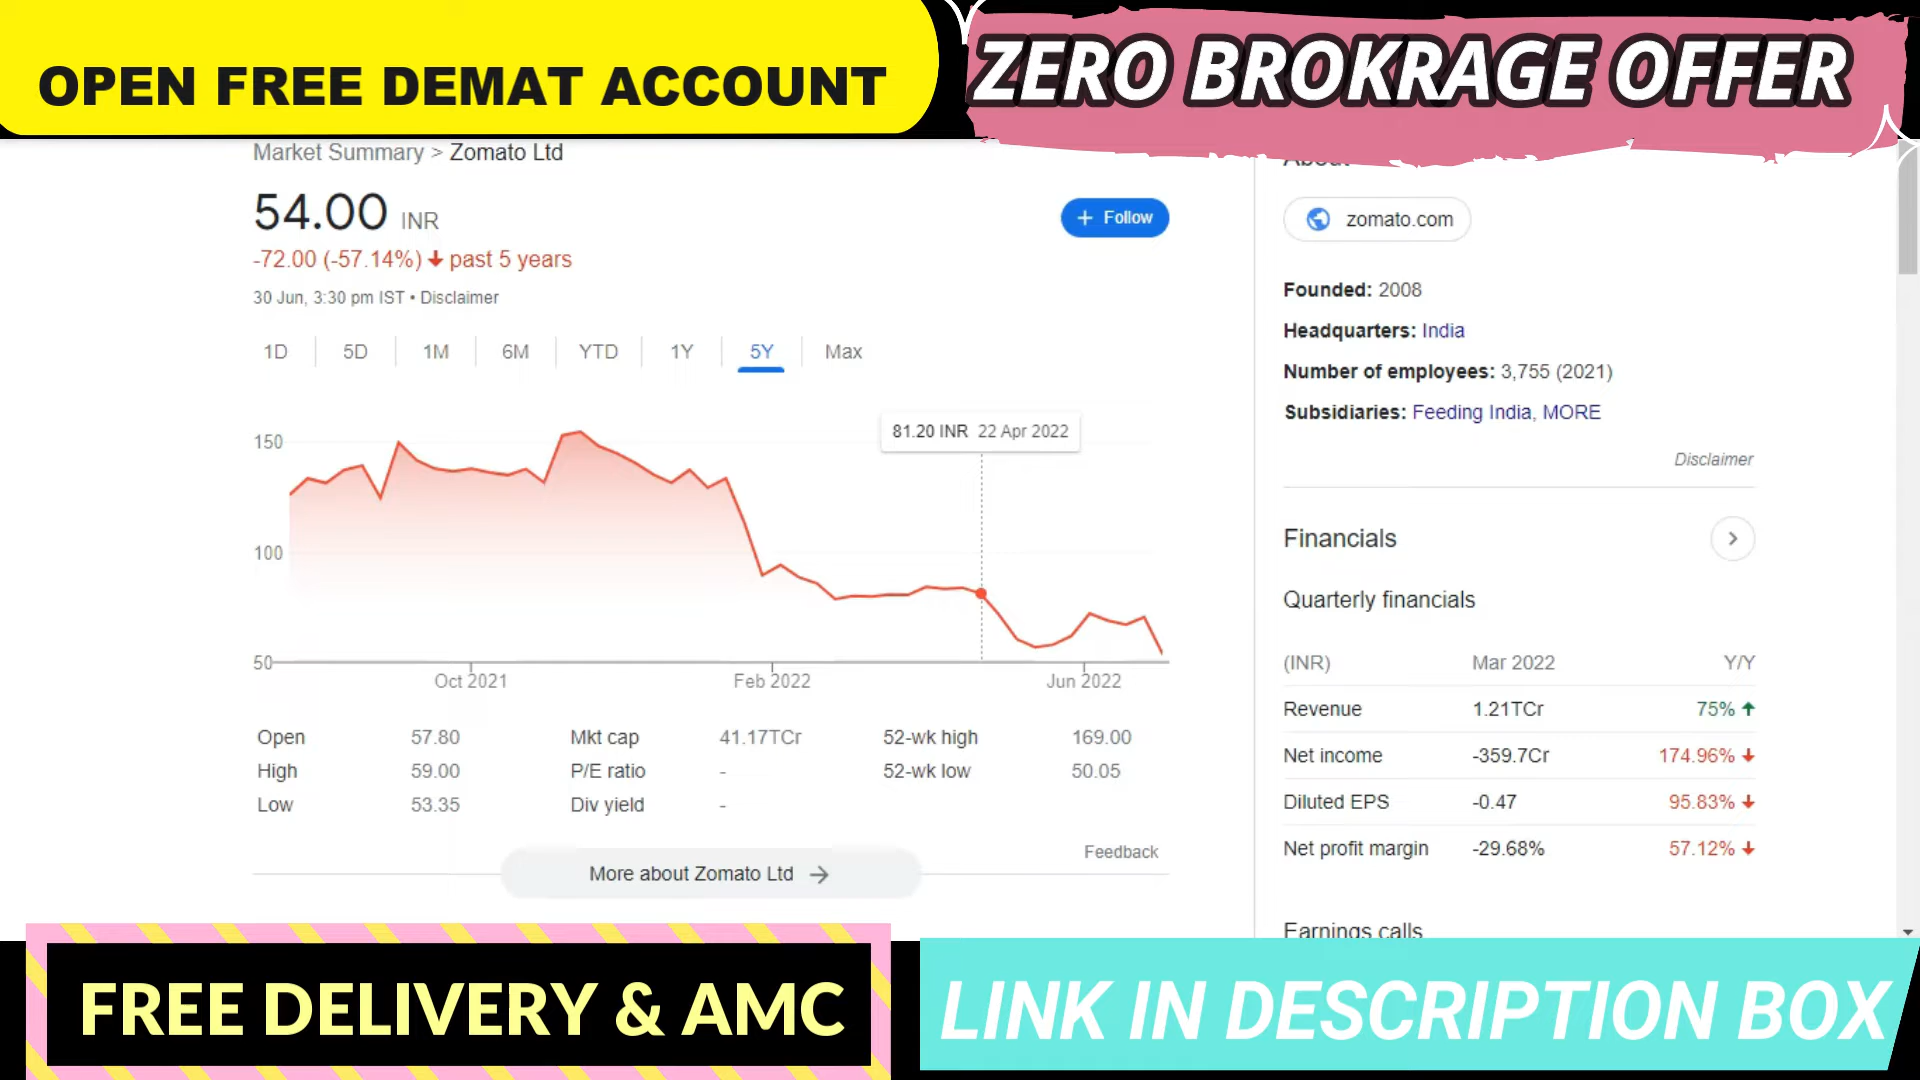 OPEN FREE DEMAT ACCOUNT
ZERO BROKRAGE OFFER
Market Summary > Zomato Ltd
54.00 INR
+ Follow
-72.00 (-57.14%) ↓ past 5 years
30 Jun, 3:30 pm IST • Disclaimer
1D 5D 1M 6M YTD 1Y 5Y Max
81.20 INR 22 Apr 2022
150
100
50
Oct 2021 Feb 2022 Jun 2022
Open 57.80 Mkt cap 41.17TCr 52-wk high 169.00
High 59.00 P/E ratio - 52-wk low 50.05
Low 53.35 Div yield -
Feedback
More about Zomato Ltd →
About
zomato.com
Founded: 2008
Headquarters: India
Number of employees: 3,755 (2021)
Subsidiaries: Feeding India, MORE
Disclaimer
Financials
Quarterly financials
(INR) Mar 2022 Y/Y
Revenue 1.21TCr 75% ↑
Net income -359.7Cr 174.96% ↓
Diluted EPS -0.47 95.83% ↓
Net profit margin -29.68% 57.12% ↓
Earnings calls
FREE DELIVERY & AMC
LINK IN DESCRIPTION BOX